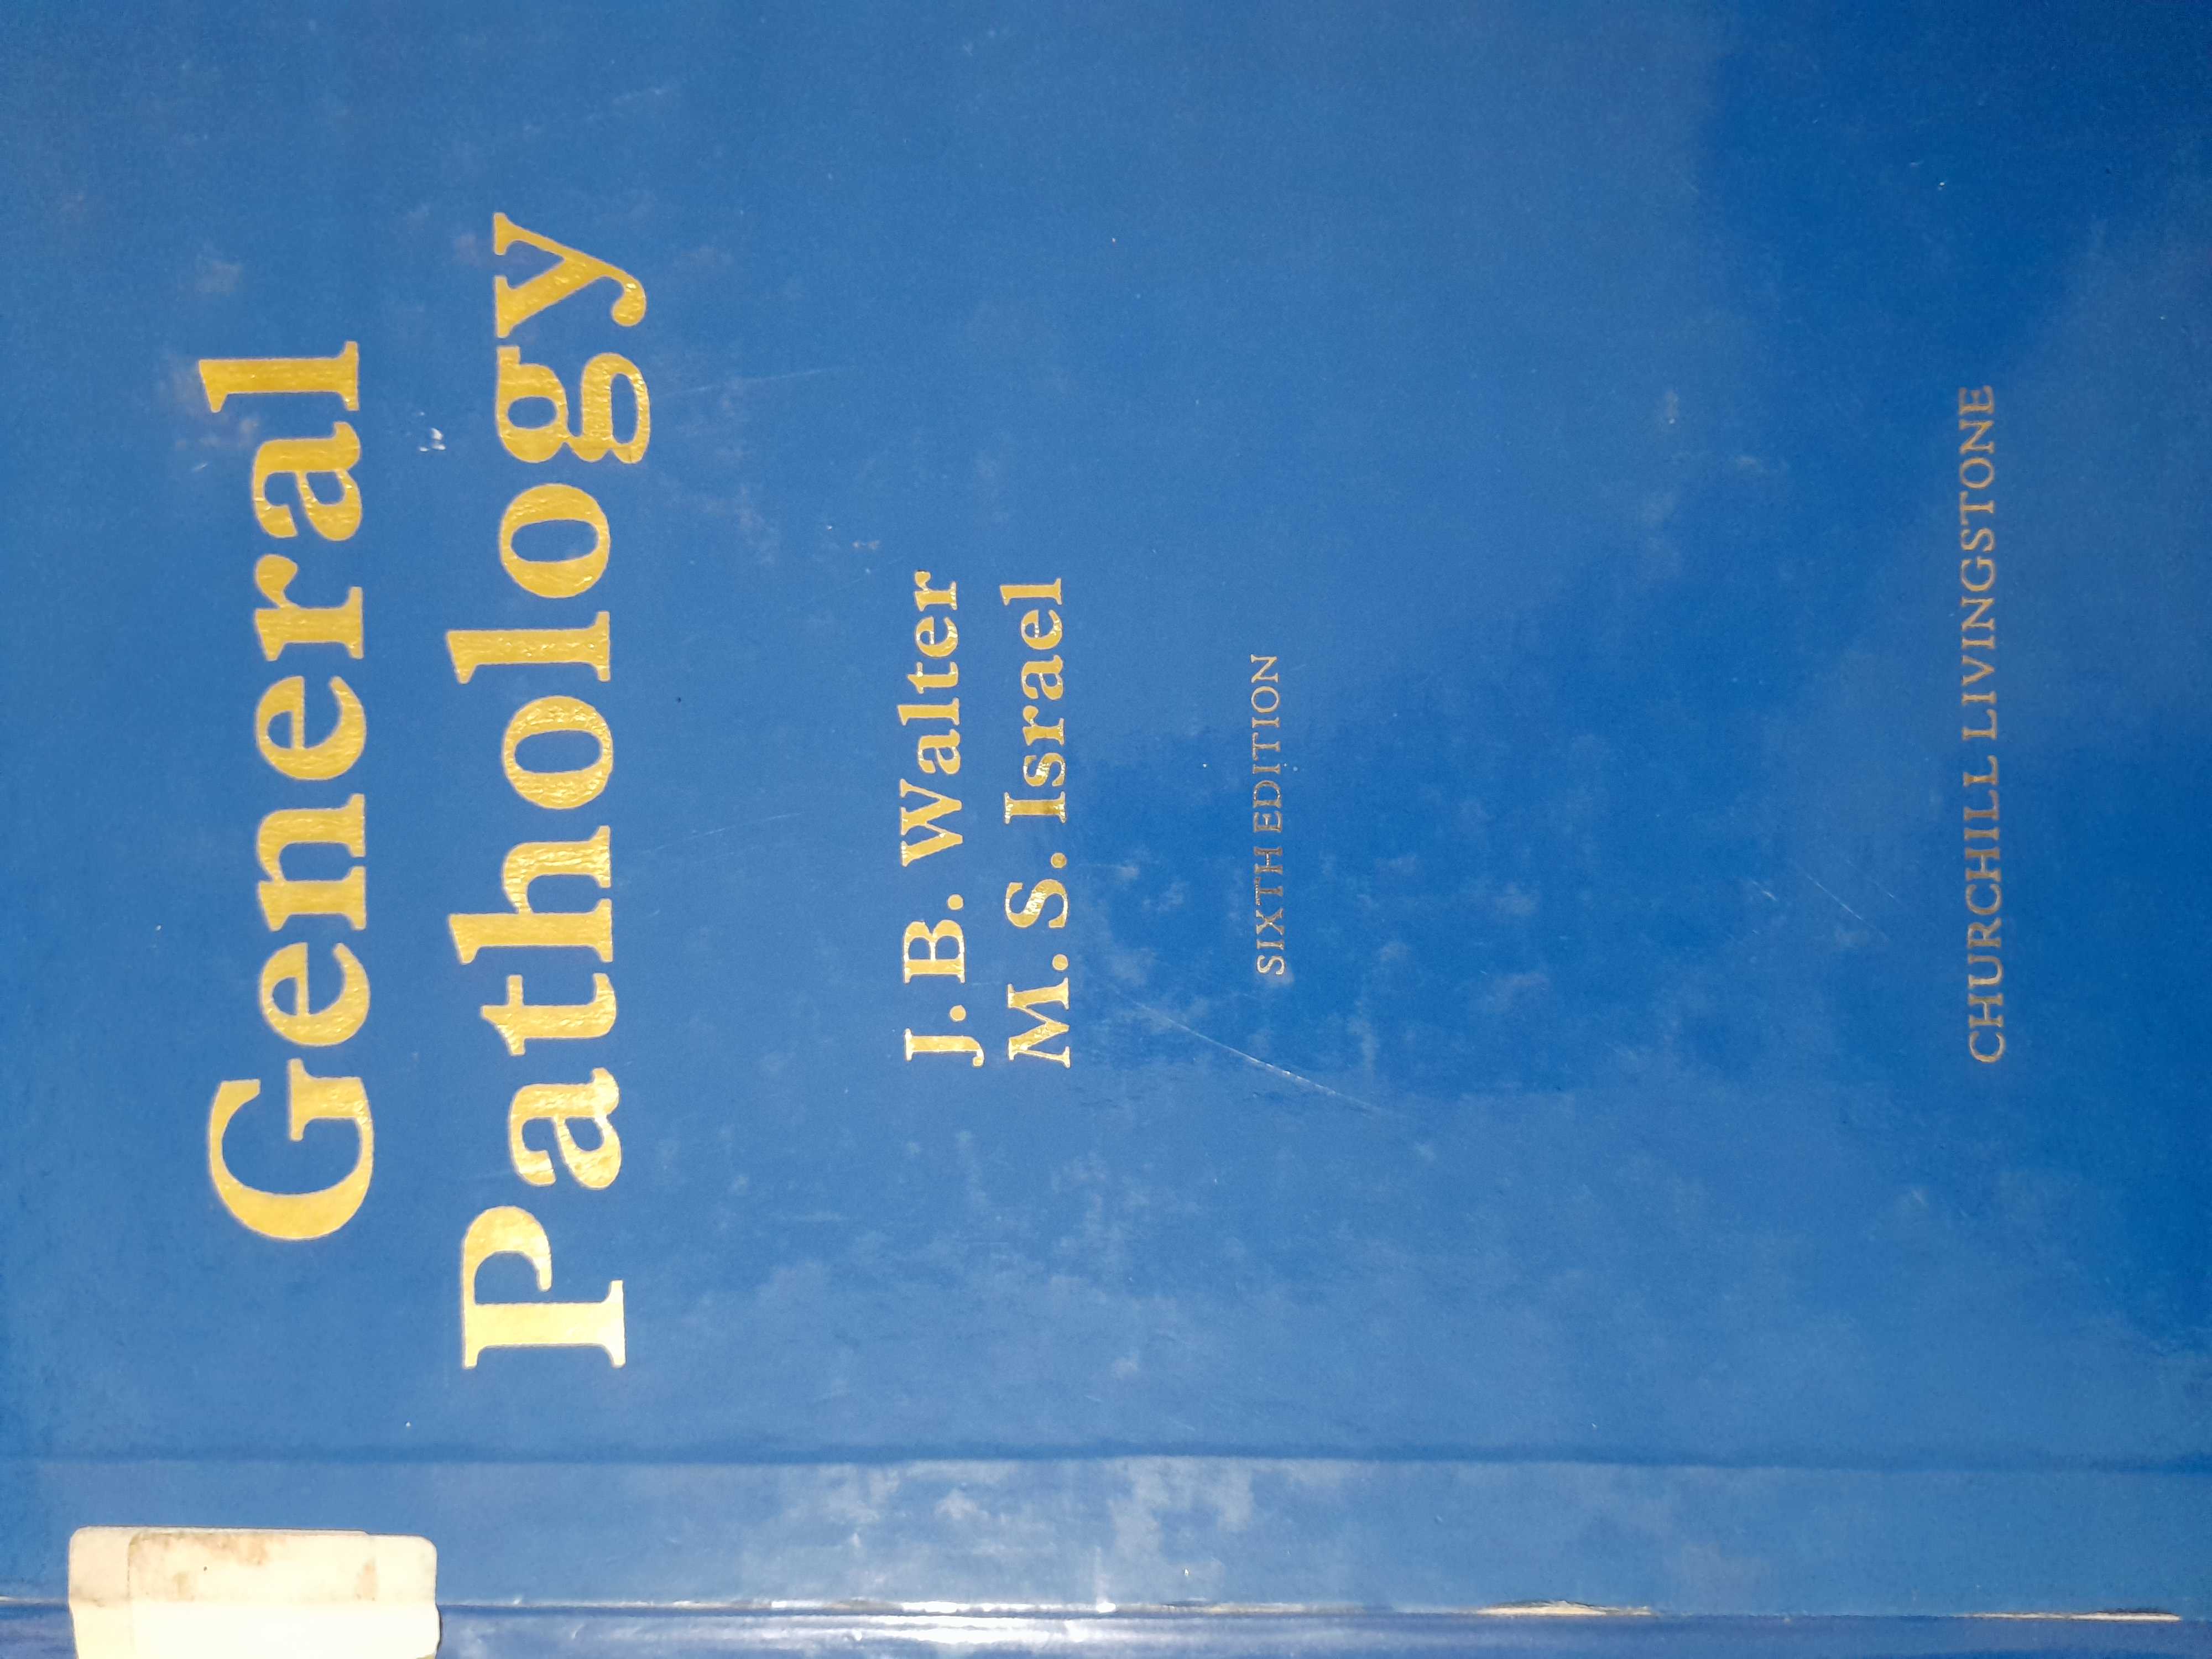 General
Pathology
J. B. Walter
M. S. Israel
SIXTH EDITION
CHURCHILL LIVINGSTONE